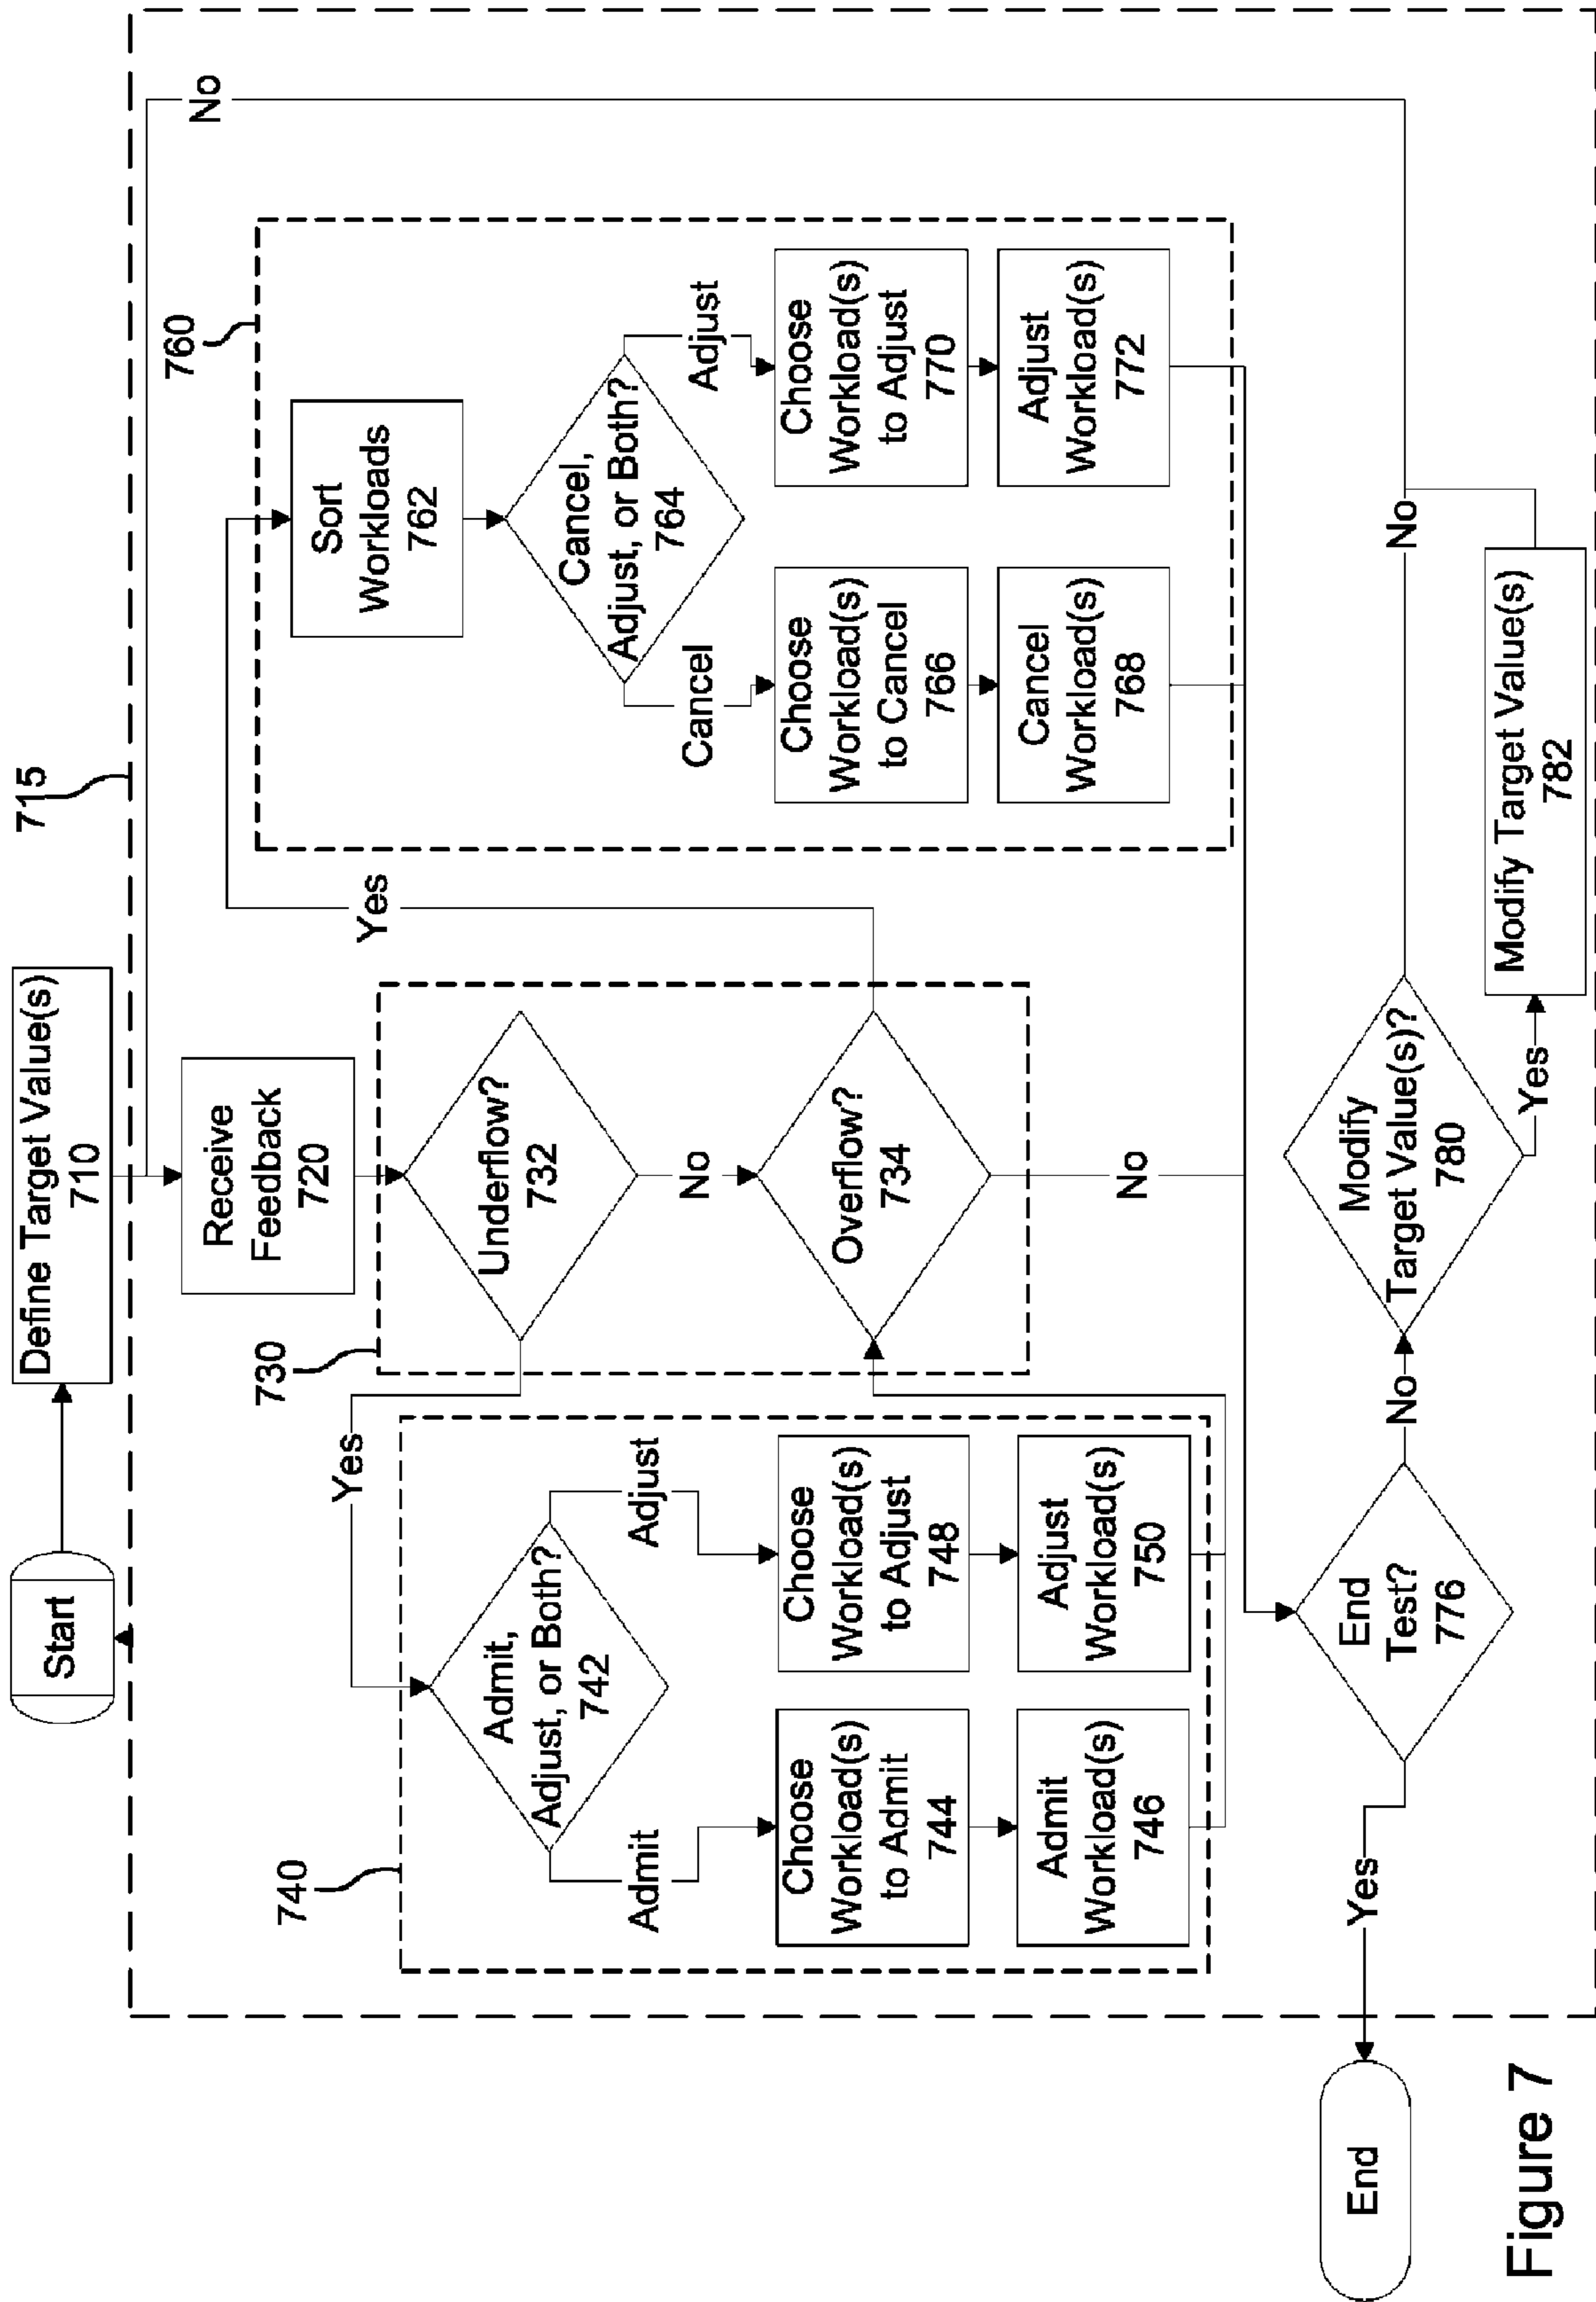 Start
Define Target Value(s)
710
715
No
Receive
Feedback
720
730
Underflow?
732
Yes
No
Overflow?
734
Yes
No
740
Admit,
Adjust, or Both?
742
Admit
Adjust
Choose
Workload(s)
to Admit
744
Choose
Workload(s)
to Adjust
748
Admit
Workload(s)
746
Adjust
Workload(s)
750
760
Sort
Workloads
762
Cancel,
Adjust, or Both?
764
Cancel
Adjust
Choose
Workload(s)
to Cancel
766
Choose
Workload(s)
to Adjust
770
Cancel
Workload(s)
768
Adjust
Workload(s)
772
End
Yes
End
Test?
776
No
Modify
Target Value(s)?
780
No
Yes
Modify Target Value(s)
782
Figure 7